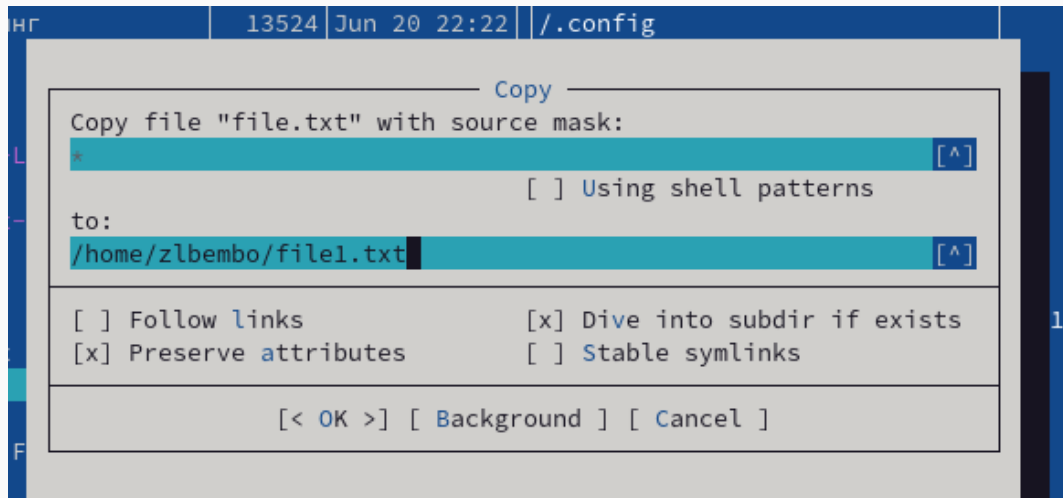 нг 13524 Jun 20 22:22 /.config
Copy
Copy file "file.txt" with source mask:
* [^]
[ ] Using shell patterns
to:
/home/zlbembo/file1.txt [^]
[ ] Follow links [x] Dive into subdir if exists
[x] Preserve attributes [ ] Stable symlinks
[< OK >] [ Background ] [ Cancel ]